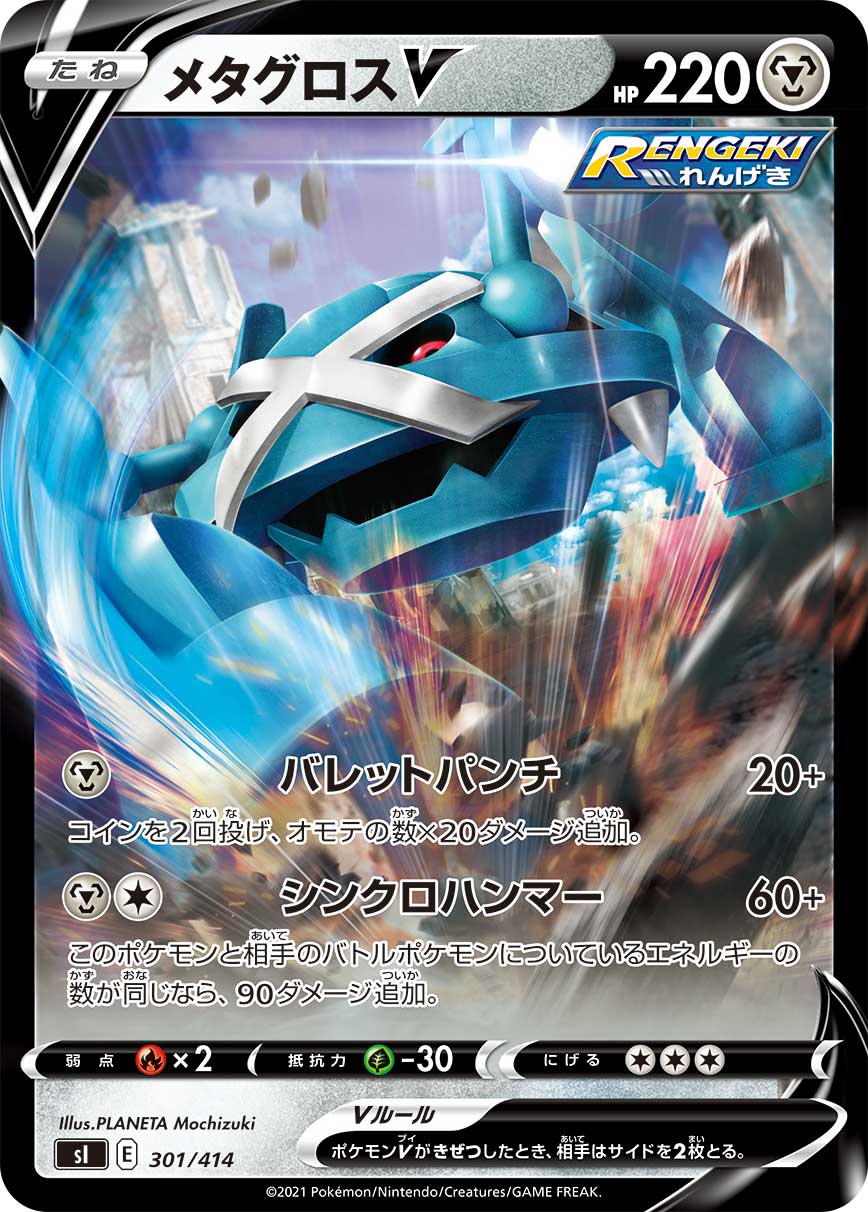 たね メタグロスV HP 220
RENGEKI
れんげき
バレットパンチ 20+
コインを2回投げ、オモテの数×20ダメージ追加。
シンクロハンマー 60+
このポケモンと相手のバトルポケモンについているエネルギーの
数が同じなら、90ダメージ追加。
弱点 ×2 抵抗力 -30 にげる
Illus.PLANETA Mochizuki
Vルール
ポケモンVがきぜつしたとき、相手はサイドを2枚とる。
sI E 301/414
©2021 Pokémon/Nintendo/Creatures/GAME FREAK.